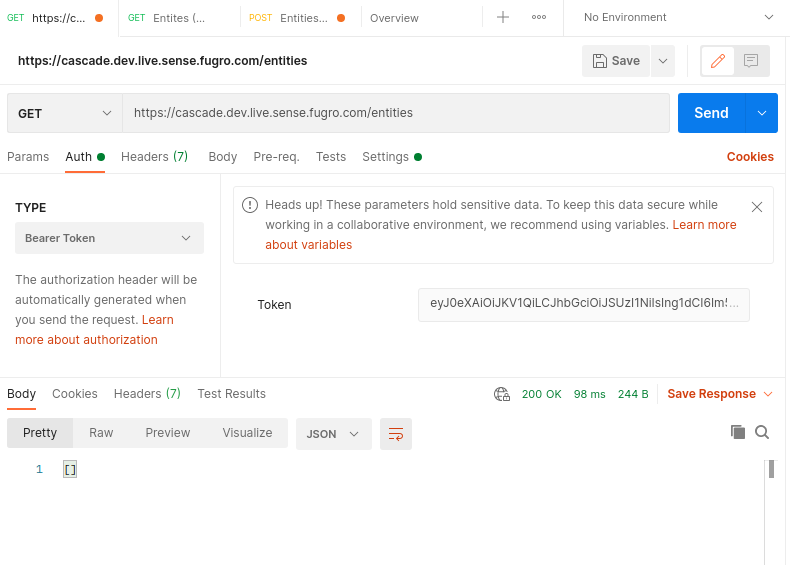 GET https://c... GET Entites (... POST Entities... Overview No Environment
https://cascade.dev.live.sense.fugro.com/entities Save
GET https://cascade.dev.live.sense.fugro.com/entities Send
Params Auth Headers (7) Body Pre-req. Tests Settings Cookies
TYPE
Bearer Token
The authorization header will be
automatically generated when
you send the request. Learn
more about authorization
Heads up! These parameters hold sensitive data. To keep this data secure while
working in a collaborative environment, we recommend using variables. Learn more
about variables
Token
Body Cookies Headers (7) Test Results 200 OK 98 ms 244 B Save Response
Pretty Raw Preview Visualize JSON
1 []